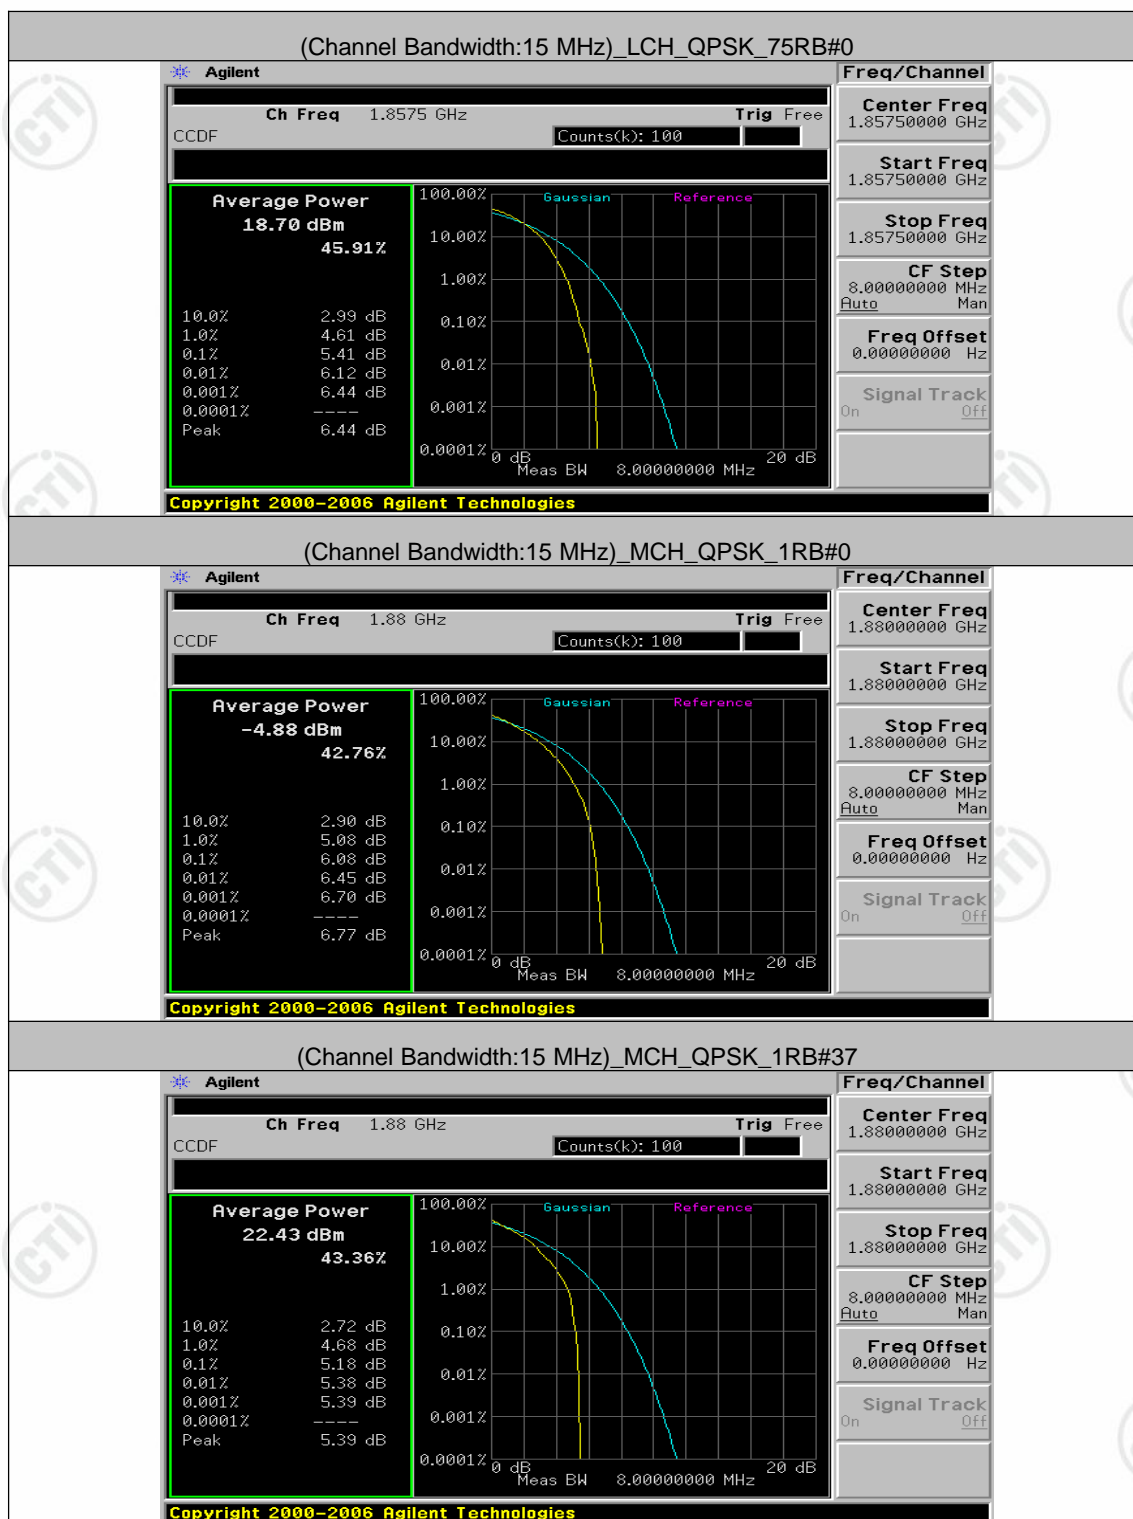 (Channel Bandwidth:15 MHz)_LCH_QPSK_75RB#0
Agilent
Freq/Channel
Ch Freq 1.8575 GHz Trig Free
CCDF Counts(k): 100
Average Power
18.70 dBm
45.91%
10.0% 2.99 dB
1.0% 4.61 dB
0.1% 5.41 dB
0.01% 6.12 dB
0.001% 6.44 dB
0.0001% ----
Peak 6.44 dB
Gaussian Reference
100.00%
10.00%
1.00%
0.10%
0.01%
0.001%
0.0001%
0 dB 20 dB
Meas BW 8.00000000 MHz
Center Freq
1.85750000 GHz
Start Freq
1.85750000 GHz
Stop Freq
1.85750000 GHz
CF Step
8.00000000 MHz
Auto Man
Freq Offset
0.00000000 Hz
Signal Track
On Off
Copyright 2000-2006 Agilent Technologies
(Channel Bandwidth:15 MHz)_MCH_QPSK_1RB#0
Agilent
Freq/Channel
Ch Freq 1.88 GHz Trig Free
CCDF Counts(k): 100
Average Power
-4.88 dBm
42.76%
10.0% 2.90 dB
1.0% 5.08 dB
0.1% 6.08 dB
0.01% 6.45 dB
0.001% 6.70 dB
0.0001% ----
Peak 6.77 dB
Gaussian Reference
100.00%
10.00%
1.00%
0.10%
0.01%
0.001%
0.0001%
0 dB 20 dB
Meas BW 8.00000000 MHz
Center Freq
1.88000000 GHz
Start Freq
1.88000000 GHz
Stop Freq
1.88000000 GHz
CF Step
8.00000000 MHz
Auto Man
Freq Offset
0.00000000 Hz
Signal Track
On Off
Copyright 2000-2006 Agilent Technologies
(Channel Bandwidth:15 MHz)_MCH_QPSK_1RB#37
Agilent
Freq/Channel
Ch Freq 1.88 GHz Trig Free
CCDF Counts(k): 100
Average Power
22.43 dBm
43.36%
10.0% 2.72 dB
1.0% 4.68 dB
0.1% 5.18 dB
0.01% 5.38 dB
0.001% 5.39 dB
0.0001% ----
Peak 5.39 dB
Gaussian Reference
100.00%
10.00%
1.00%
0.10%
0.01%
0.001%
0.0001%
0 dB 20 dB
Meas BW 8.00000000 MHz
Center Freq
1.88000000 GHz
Start Freq
1.88000000 GHz
Stop Freq
1.88000000 GHz
CF Step
8.00000000 MHz
Auto Man
Freq Offset
0.00000000 Hz
Signal Track
On Off
Copyright 2000-2006 Agilent Technologies
CTI
CTI
CTI
CTI